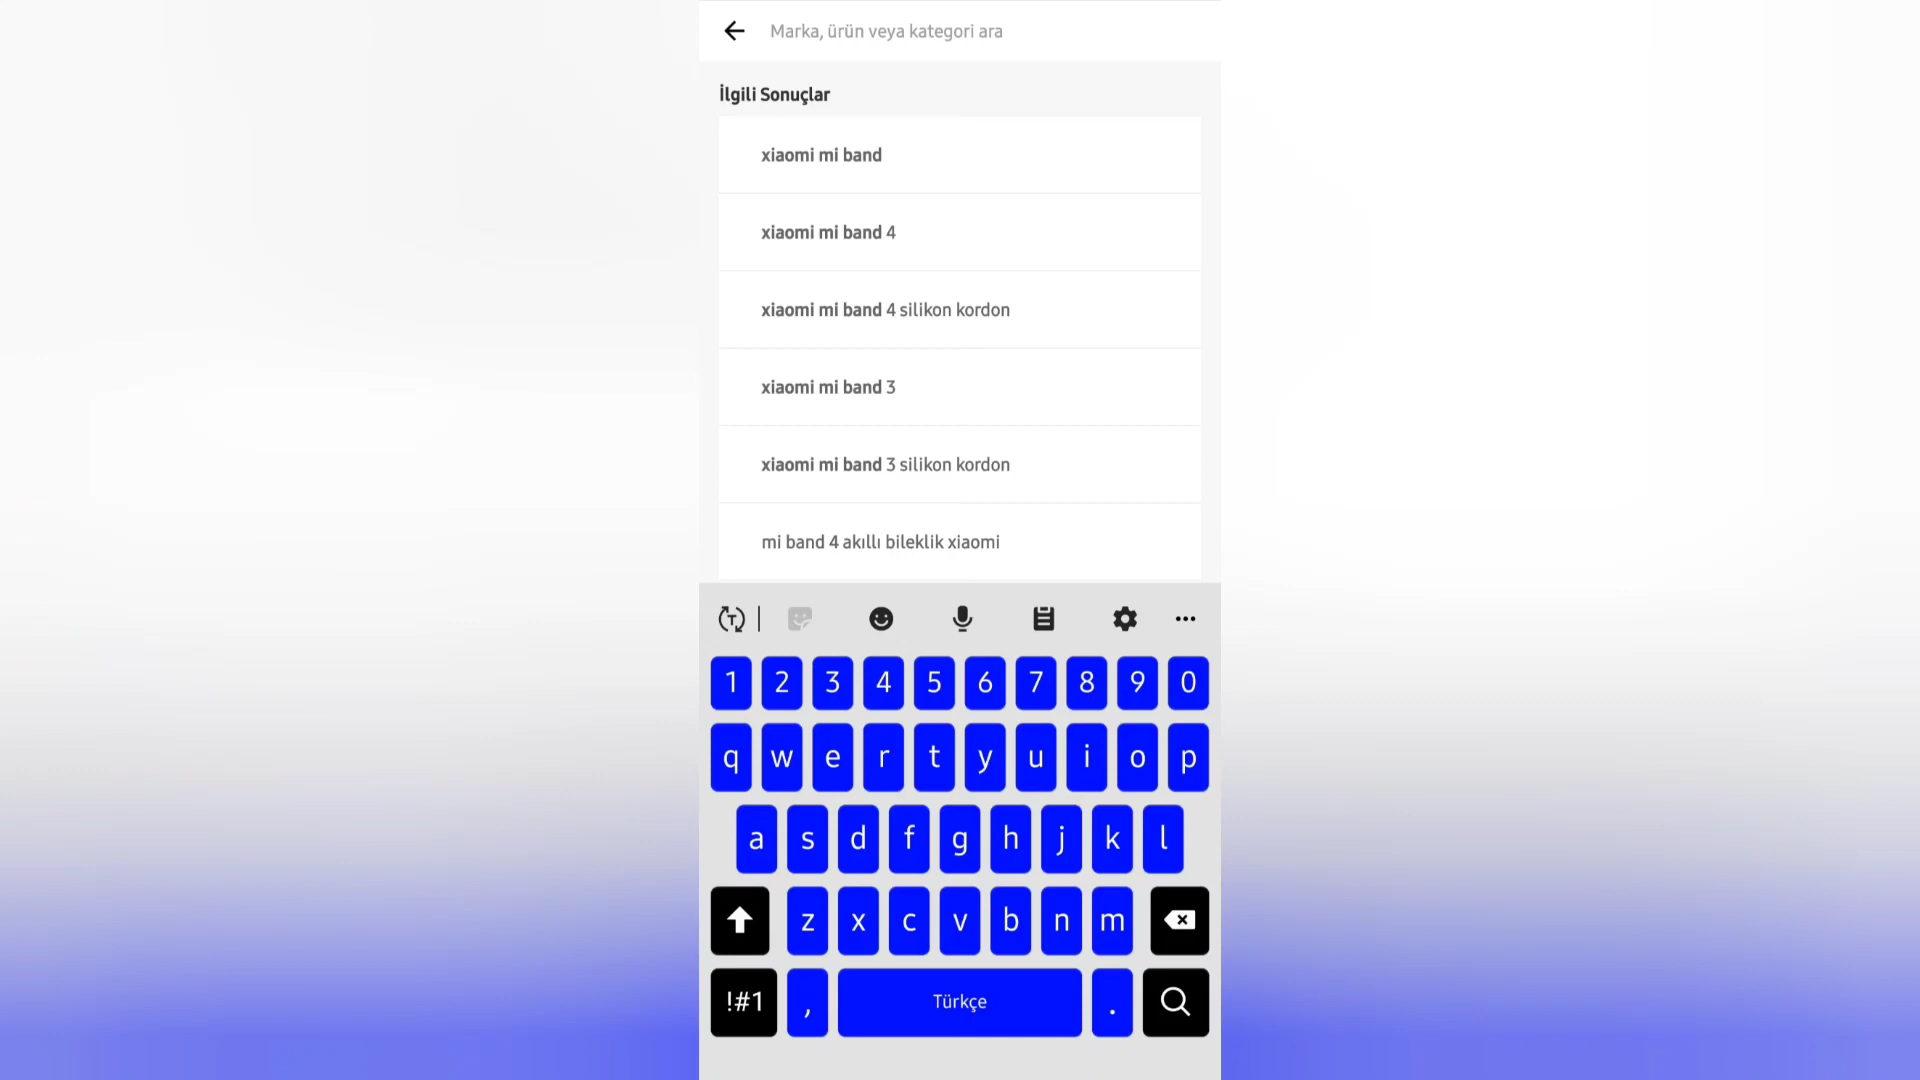 Marka, ürün veya kategori ara
İlgili Sonuçlar
xiaomi mi band
xiaomi mi band 4
xiaomi mi band 4 silikon kordon
xiaomi mi band 3
xiaomi mi band 3 silikon kordon
mi band 4 akıllı bileklik xiaomi
T
1 2 3 4 5 6 7 8 9 0
q w e r t y u i o p
a s d f g h j k l
z x c v b n m
!#1 , Türkçe .